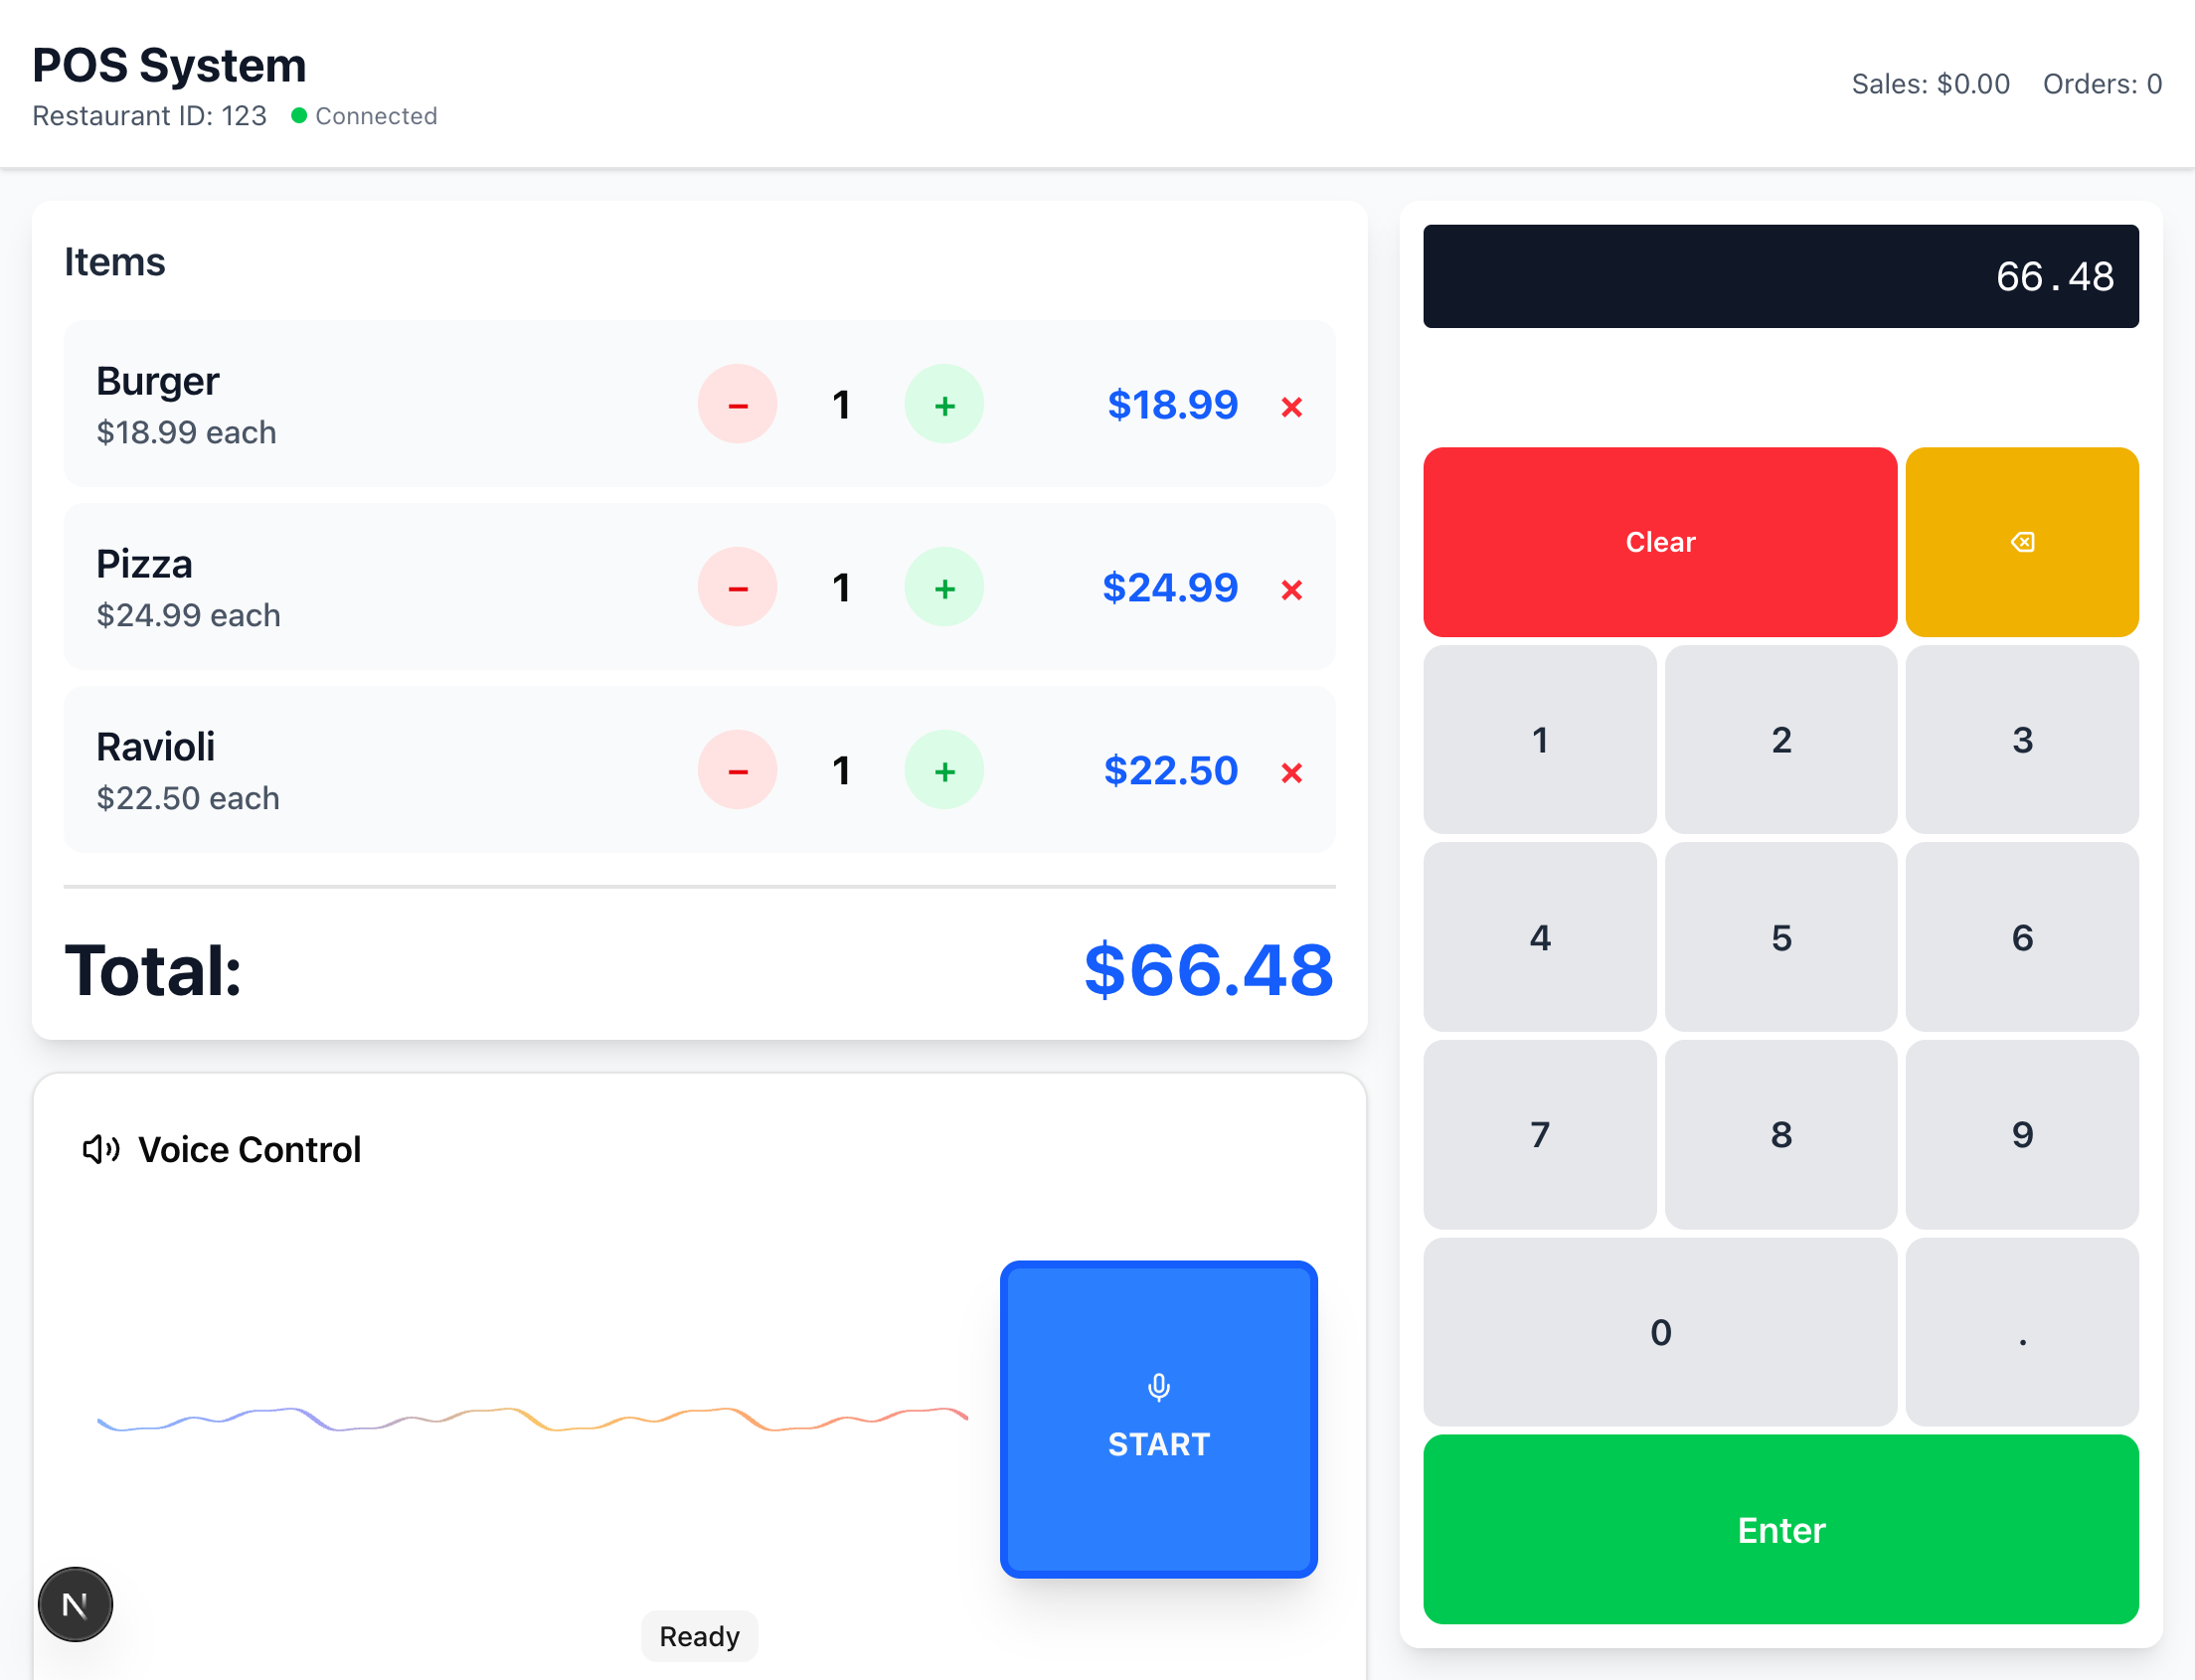 POS System
Restaurant ID: 123 Connected
Sales: $0.00 Orders: 0
Items
Burger
$18.99 each
− 1 + $18.99 ×
Pizza
$24.99 each
− 1 + $24.99 ×
Ravioli
$22.50 each
− 1 + $22.50 ×
Total: $66.48
Voice Control
START
Ready
N
66.48
Clear
1 2 3
4 5 6
7 8 9
0 .
Enter